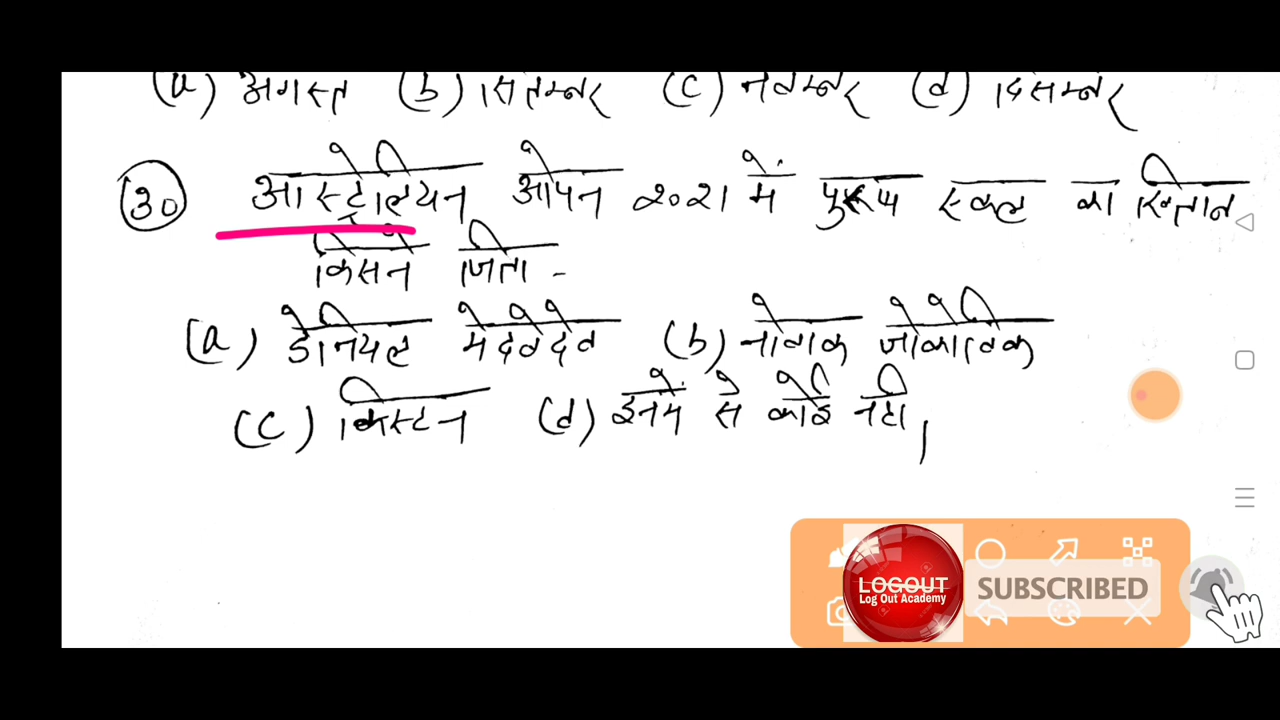 (a) अगस्त (b) सितम्बर (c) नवम्बर (d) दिसम्बर
30 आस्ट्रेलियन ओपन २०२१ में पुरूष एकल का खिताब
किसने जिता -
(a) डेनियल मेदवेदेव (b) नोवाक जोकोविक
(c) किस्टन (d) इनमें से कोई नही
LOGOUT
Log Out Academy
SUBSCRIBED